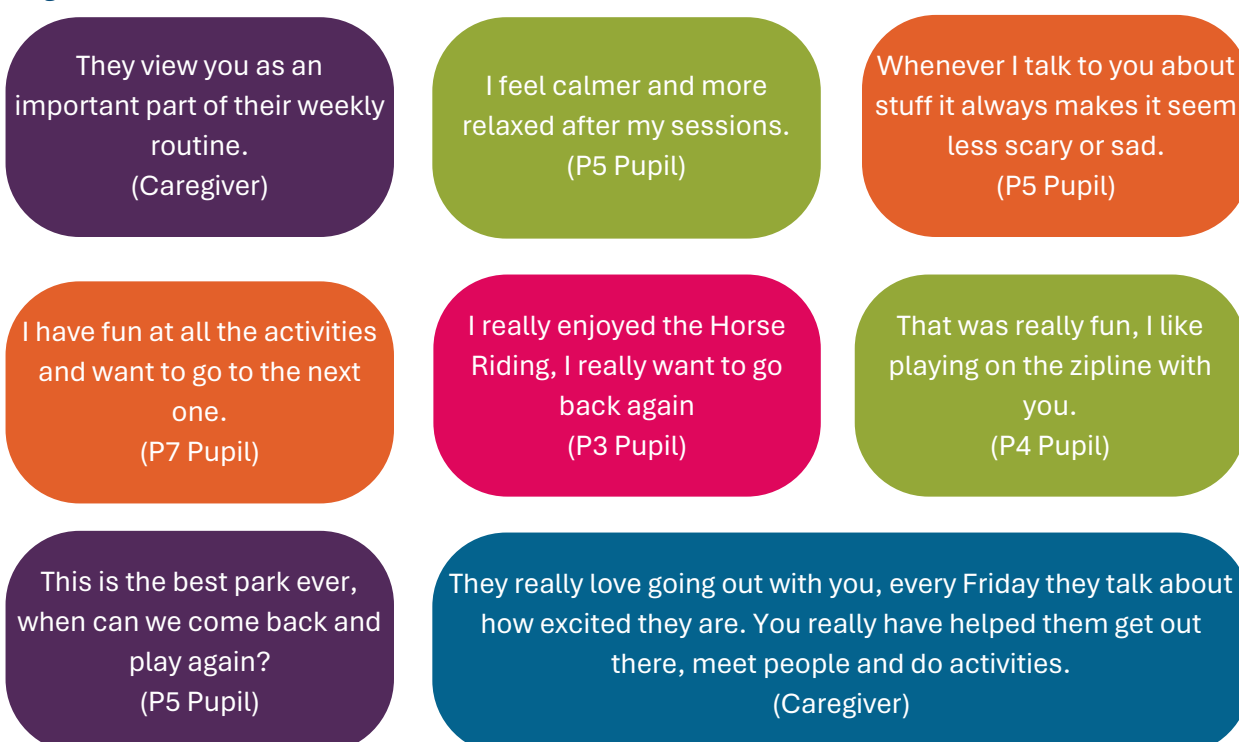 They view you as an
important part of their weekly
routine.
(Caregiver)
I feel calmer and more
relaxed after my sessions.
(P5 Pupil)
Whenever I talk to you about
stuff it always makes it seem
less scary or sad.
(P5 Pupil)
I have fun at all the activities
and want to go to the next
one.
(P7 Pupil)
I really enjoyed the Horse
Riding, I really want to go
back again
(P3 Pupil)
That was really fun, I like
playing on the zipline with
you.
(P4 Pupil)
This is the best park ever,
when can we come back and
play again?
(P5 Pupil)
They really love going out with you, every Friday they talk about
how excited they are. You really have helped them get out
there, meet people and do activities.
(Caregiver)